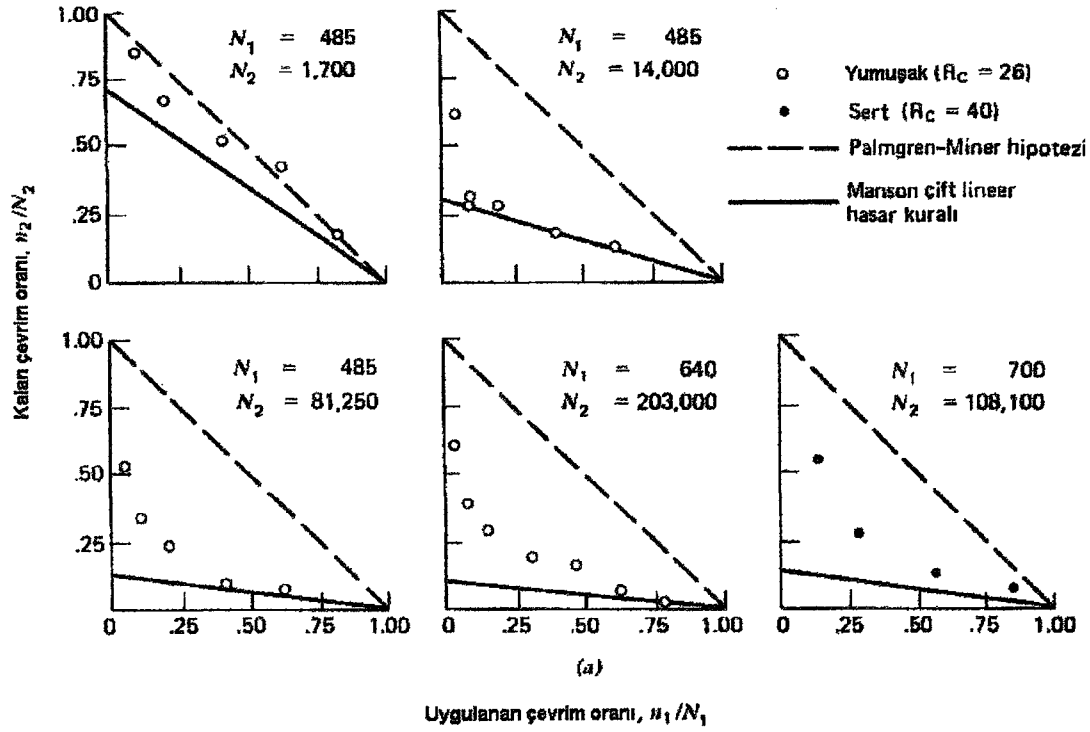 1.00
.75
.50
.25
0
N₁ = 485
N₂ = 1,700
N₁ = 485
N₂ = 14,000
Yumuşak (R_C = 26)
Sert (R_C = 40)
Palmgren-Miner hipotezi
Manson çift lineer
hasar kuralı
Kalan çevrim oranı, n₂/N₂
1.00
.75
.50
.25
N₁ = 485
N₂ = 81,250
N₁ = 640
N₂ = 203,000
N₁ = 700
N₂ = 108,100
0 .25 .50 .75 1.00
0 .25 .50 .75 1.00
0 .25 .50 .75 1.00
(a)
Uygulanan çevrim oranı, n₁/N₁